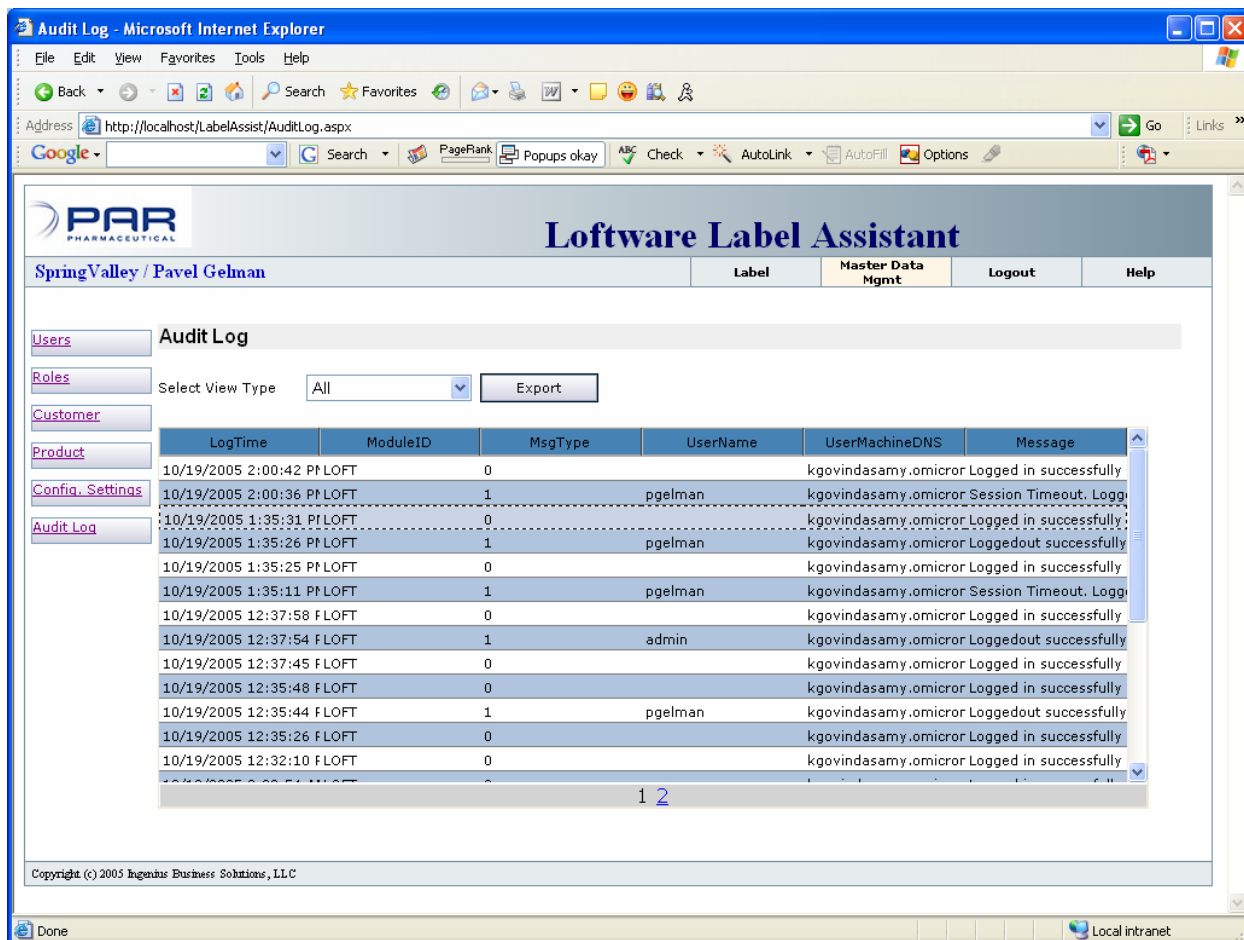 Audit Log - Microsoft Internet Explorer
File Edit View Favorites Tools Help
Back Search Favorites
Address http://localhost/LabelAssist/AuditLog.aspx Go Links »
Google Search PageRank Popups okay ABC Check AutoLink AutoFill Options
PAR
PHARMACEUTICAL
Loftware Label Assistant
SpringValley / Pavel Gelman Label Master Data Mgmt Logout Help
Audit Log
Users
Roles
Customer
Product
Config. Settings
Audit Log
Select View Type All Export
LogTime ModuleID MsgType UserName UserMachineDNS Message
10/19/2005 2:00:42 PM LOFT 0 kgovindasamy.omicror Logged in successfully
10/19/2005 2:00:36 PM LOFT 1 pgelman kgovindasamy.omicror Session Timeout. Logge
10/19/2005 1:35:31 PM LOFT 0 kgovindasamy.omicror Logged in successfully
10/19/2005 1:35:26 PM LOFT 1 pgelman kgovindasamy.omicror Loggedout successfully
10/19/2005 1:35:25 PM LOFT 0 kgovindasamy.omicror Logged in successfully
10/19/2005 1:35:11 PM LOFT 1 pgelman kgovindasamy.omicror Session Timeout. Logge
10/19/2005 12:37:58 P LOFT 0 kgovindasamy.omicror Logged in successfully
10/19/2005 12:37:54 P LOFT 1 admin kgovindasamy.omicror Loggedout successfully
10/19/2005 12:37:45 P LOFT 0 kgovindasamy.omicror Logged in successfully
10/19/2005 12:35:48 P LOFT 0 kgovindasamy.omicror Logged in successfully
10/19/2005 12:35:44 P LOFT 1 pgelman kgovindasamy.omicror Loggedout successfully
10/19/2005 12:35:26 P LOFT 0 kgovindasamy.omicror Logged in successfully
10/19/2005 12:32:10 P LOFT 0 kgovindasamy.omicror Logged in successfully
1 2
Copyright (c) 2005 Ingenius Business Solutions, LLC
Done Local intranet